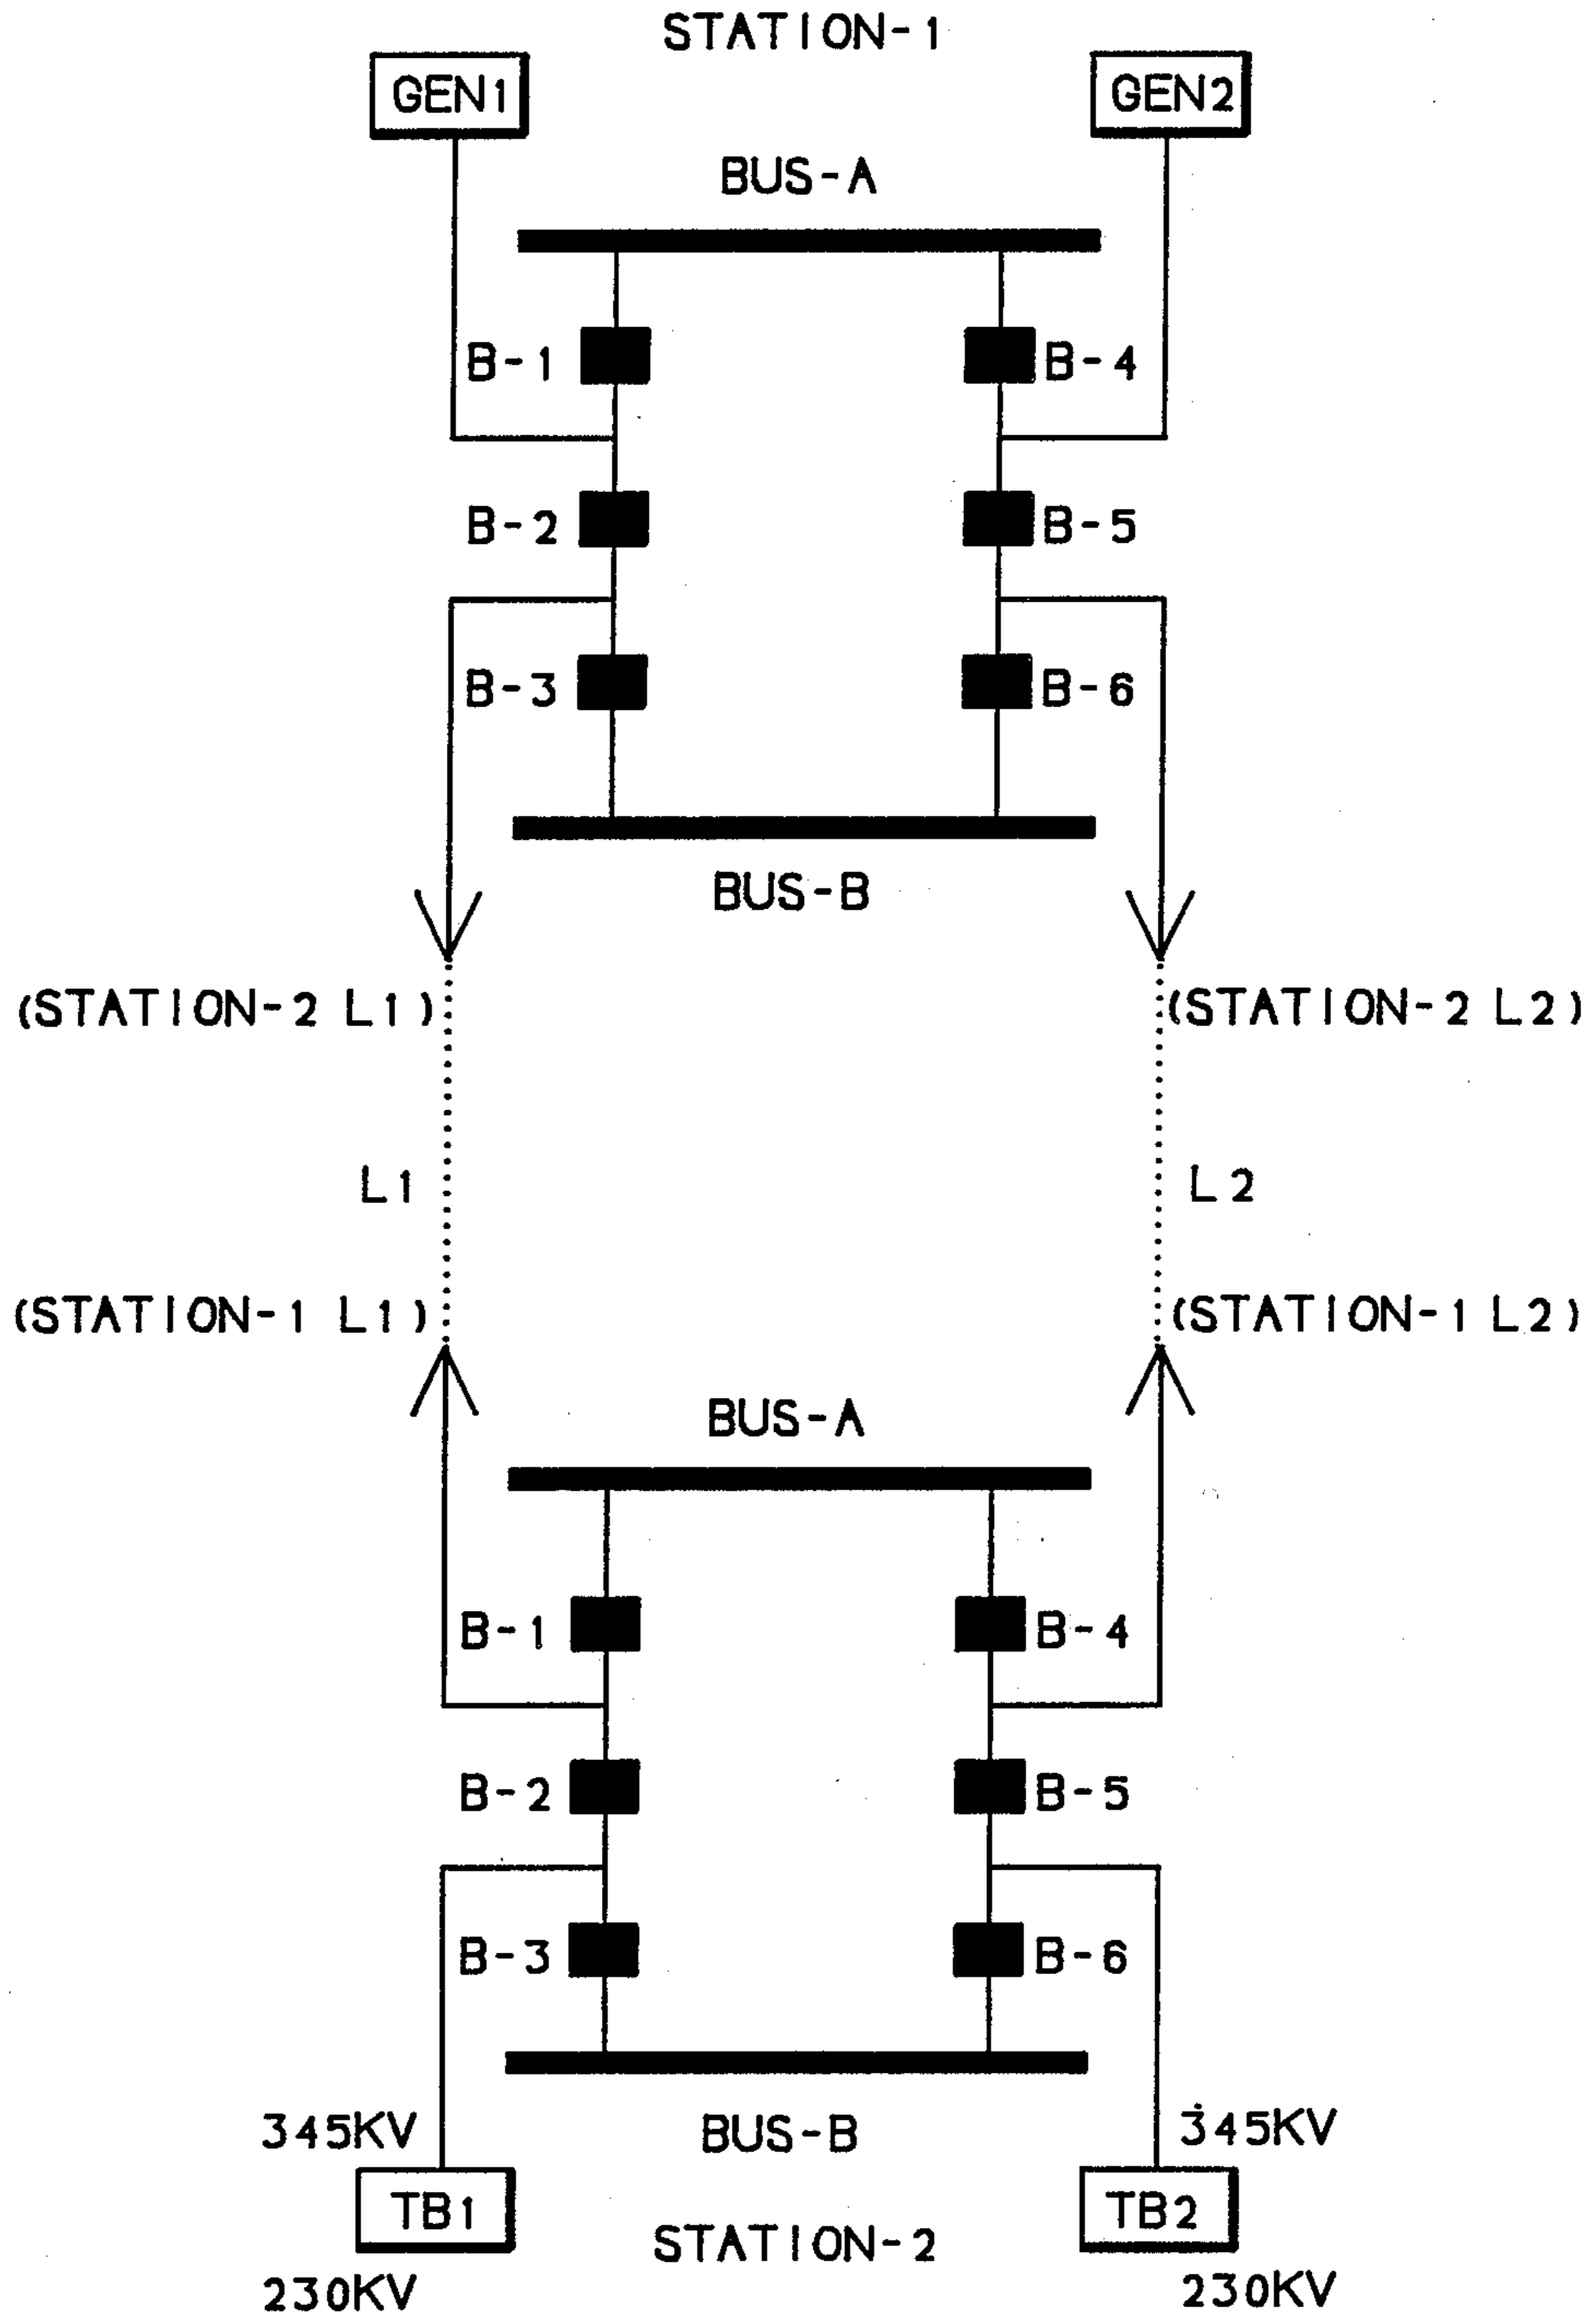 STATION-1
GEN1
GEN2
BUS-A
B-1
B-4
B-2
B-5
B-3
B-6
BUS-B
(STATION-2 L1)
(STATION-2 L2)
L1
L2
(STATION-1 L1)
(STATION-1 L2)
BUS-A
B-1
B-4
B-2
B-5
B-3
B-6
345KV
BUS-B
345KV
TB1
TB2
STATION-2
230KV
230KV